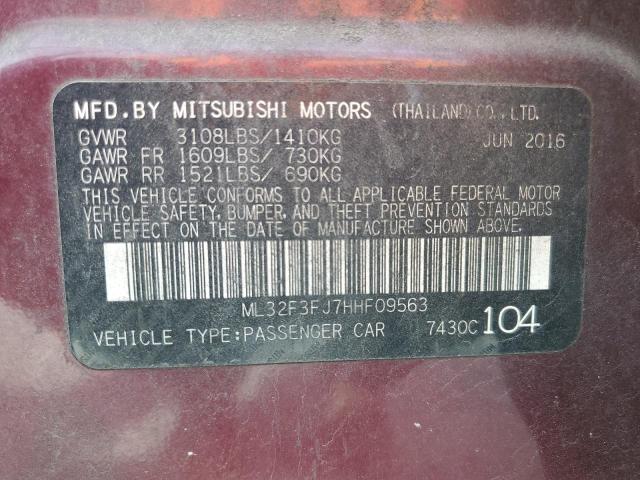 MFD.BY MITSUBISHI MOTORS (THAILAND) CO., LTD.
GVWR 3108LBS/1410KG JUN 2016
GAWR FR 1609LBS/ 730KG
GAWR RR 1521LBS/ 690KG
THIS VEHICLE CONFORMS TO ALL APPLICABLE FEDERAL MOTOR
VEHICLE SAFETY, BUMPER, AND THEFT PREVENTION STANDARDS
IN EFFECT ON THE DATE OF MANUFACTURE SHOWN ABOVE.
ML32F3FJ7HHF09563
VEHICLE TYPE:PASSENGER CAR 7430C 104